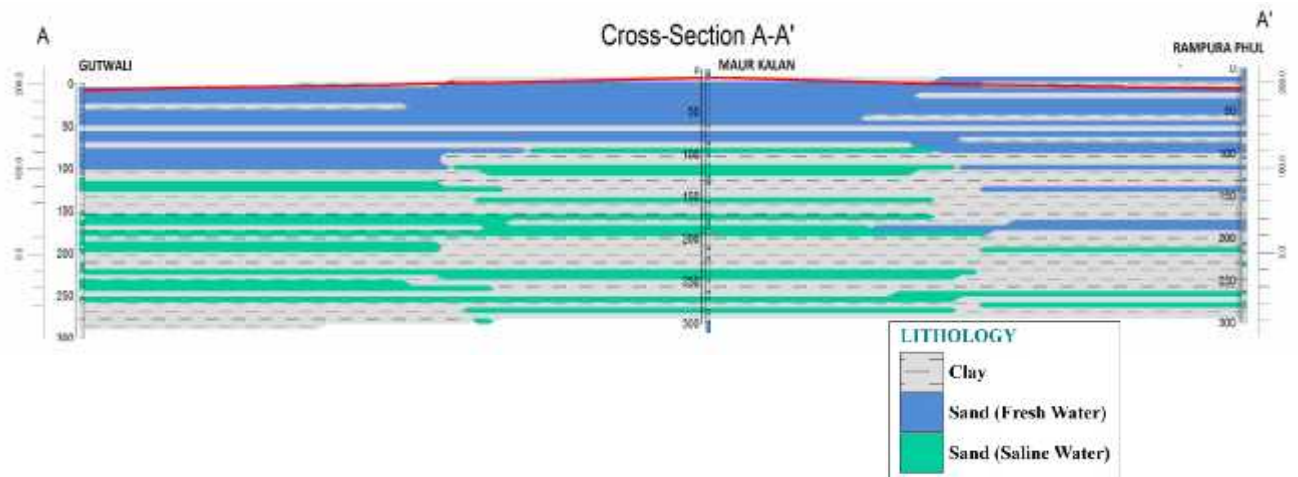 A
Cross-Section A-A'
A'
GUTWALI
MAUR KALAN
RAMPURA PHUL
0
50
100
150
200
250
300
50
100
150
200
250
300
100
150
200
250
300
LITHOLOGY
Clay
Sand (Fresh Water)
Sand (Saline Water)